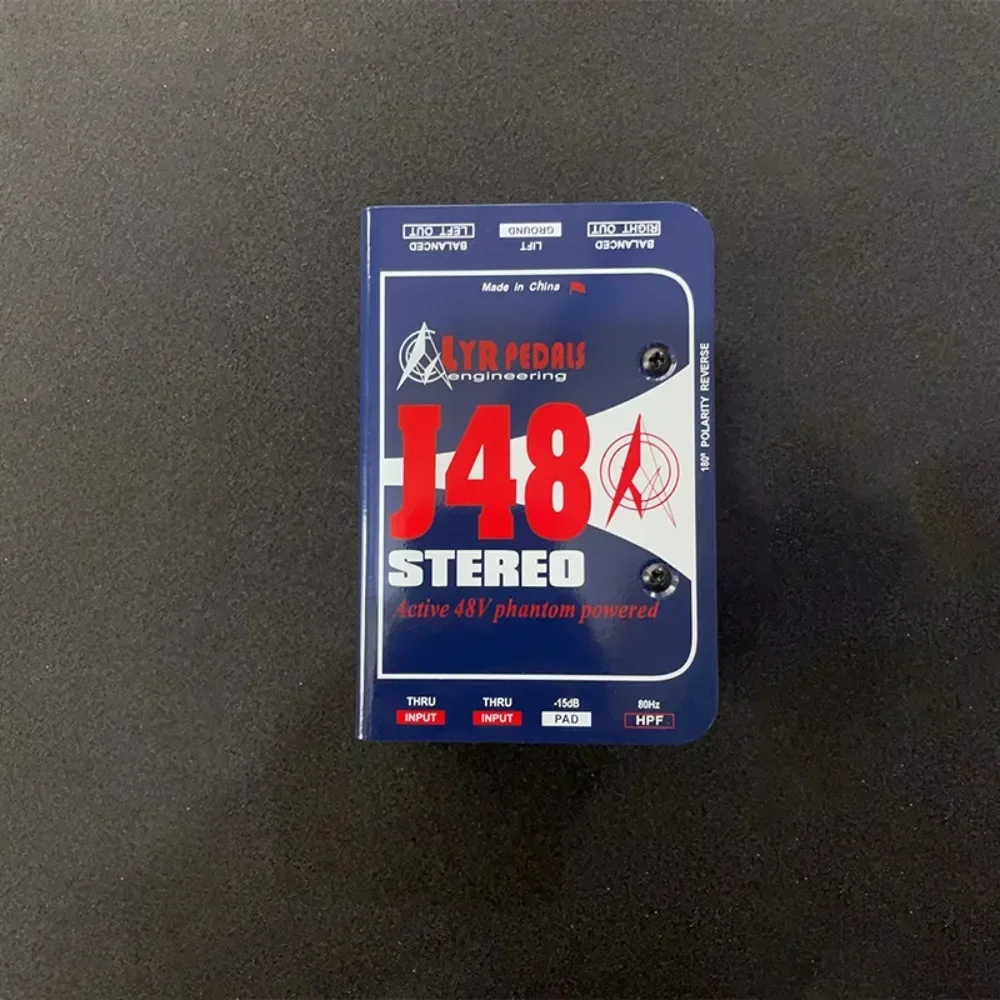 BALANCED LIFT BALANCED
LEFT OUT GROUND RIGHT OUT
Made in China
LYR PEDALS
engineering
J48
STEREO
Active 48V phantom powered
180° POLARITY REVERSE
THRU THRU -15dB 80Hz
INPUT INPUT PAD HPF